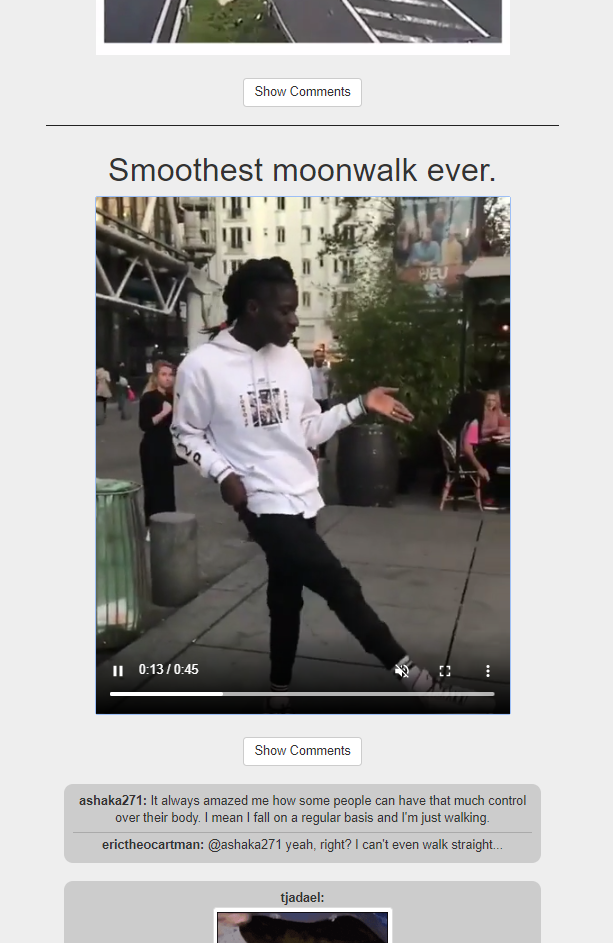 Show Comments
Smoothest moonwalk ever.
JEU
0:13 / 0:45
Show Comments
ashaka271: It always amazed me how some people can have that much control
over their body. I mean I fall on a regular basis and I'm just walking.
erictheocartman: @ashaka271 yeah, right? I can't even walk straight...
tjadael: